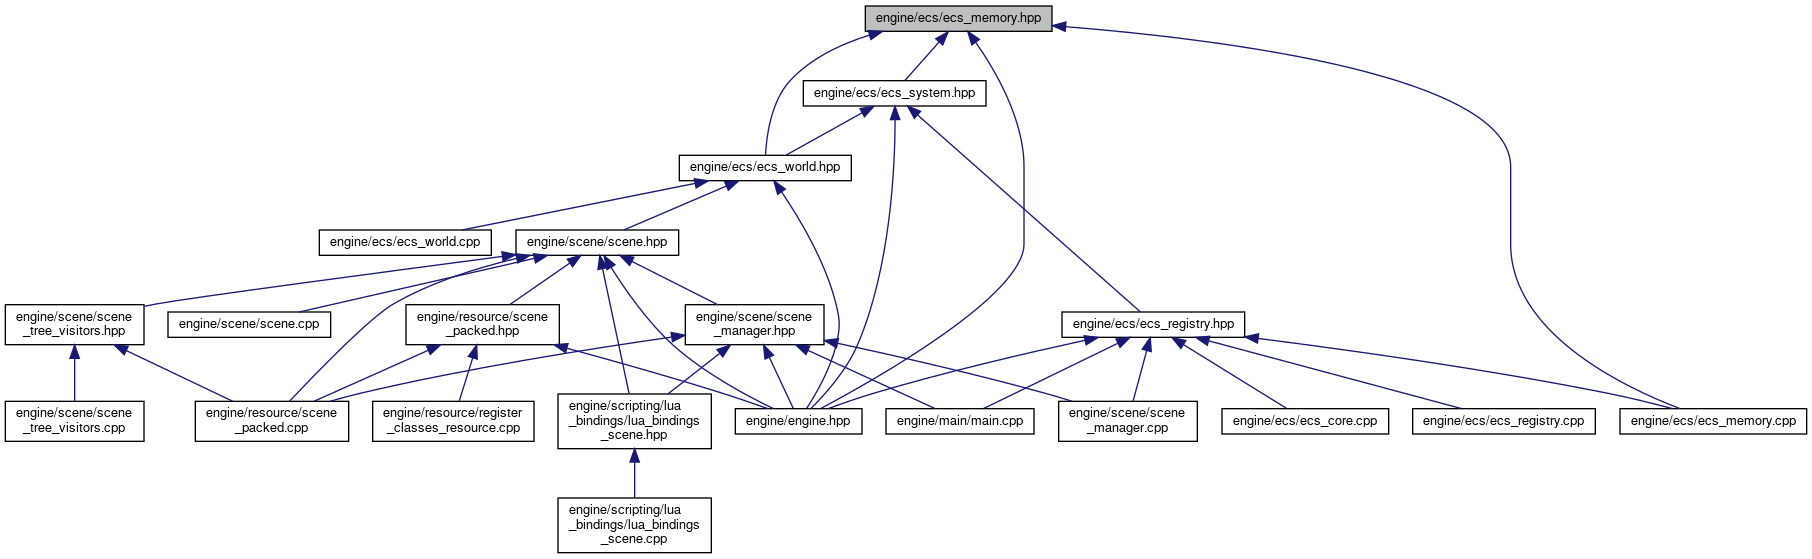 engine/ecs/ecs_memory.hpp
engine/ecs/ecs_system.hpp
engine/ecs/ecs_world.hpp
engine/ecs/ecs_world.cpp
engine/scene/scene.hpp
engine/scene/scene
_tree_visitors.hpp
engine/scene/scene.cpp
engine/resource/scene
_packed.hpp
engine/scene/scene
_manager.hpp
engine/ecs/ecs_registry.hpp
engine/scene/scene
_tree_visitors.cpp
engine/resource/scene
_packed.cpp
engine/resource/register
_classes_resource.cpp
engine/scripting/lua
_bindings/lua_bindings
_scene.hpp
engine/engine.hpp
engine/main/main.cpp
engine/scene/scene
_manager.cpp
engine/ecs/ecs_core.cpp
engine/ecs/ecs_registry.cpp
engine/ecs/ecs_memory.cpp
engine/scripting/lua
_bindings/lua_bindings
_scene.cpp